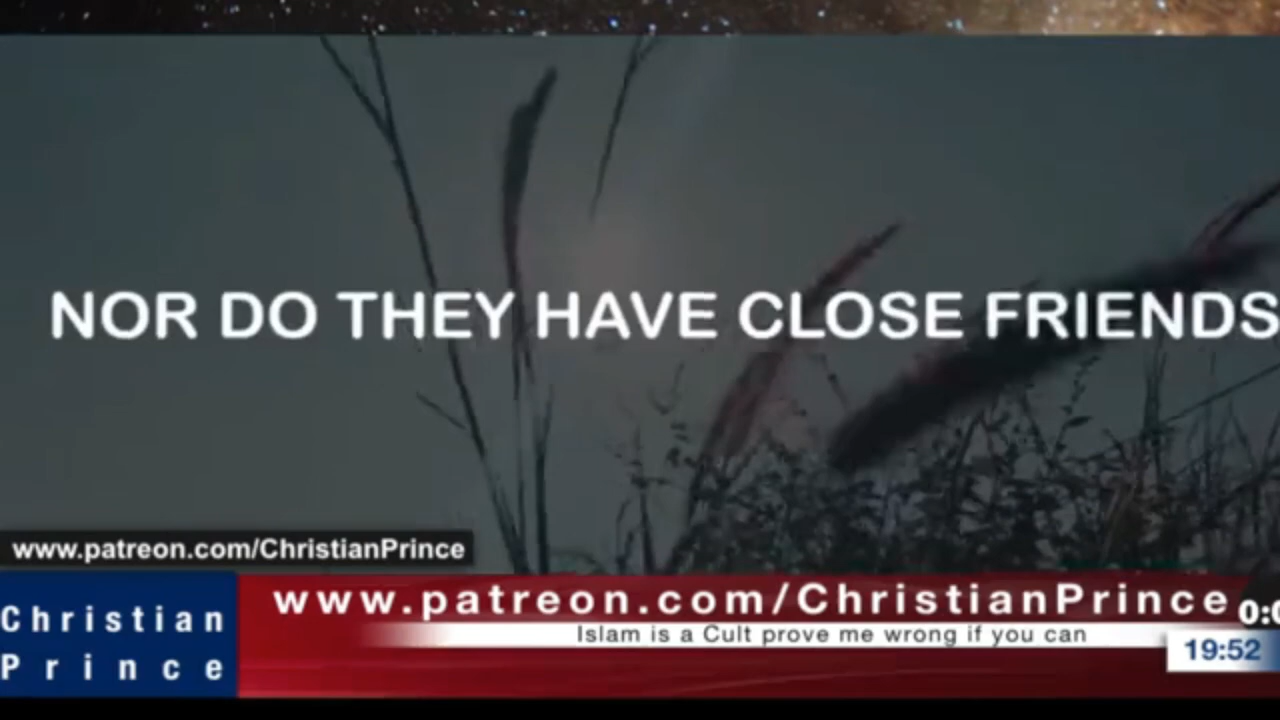 NOR DO THEY HAVE CLOSE FRIENDS
www.patreon.com/ChristianPrince
www.patreon.com/ChristianPrince
Islam is a Cult prove me wrong if you can
Christian
Prince
19:52